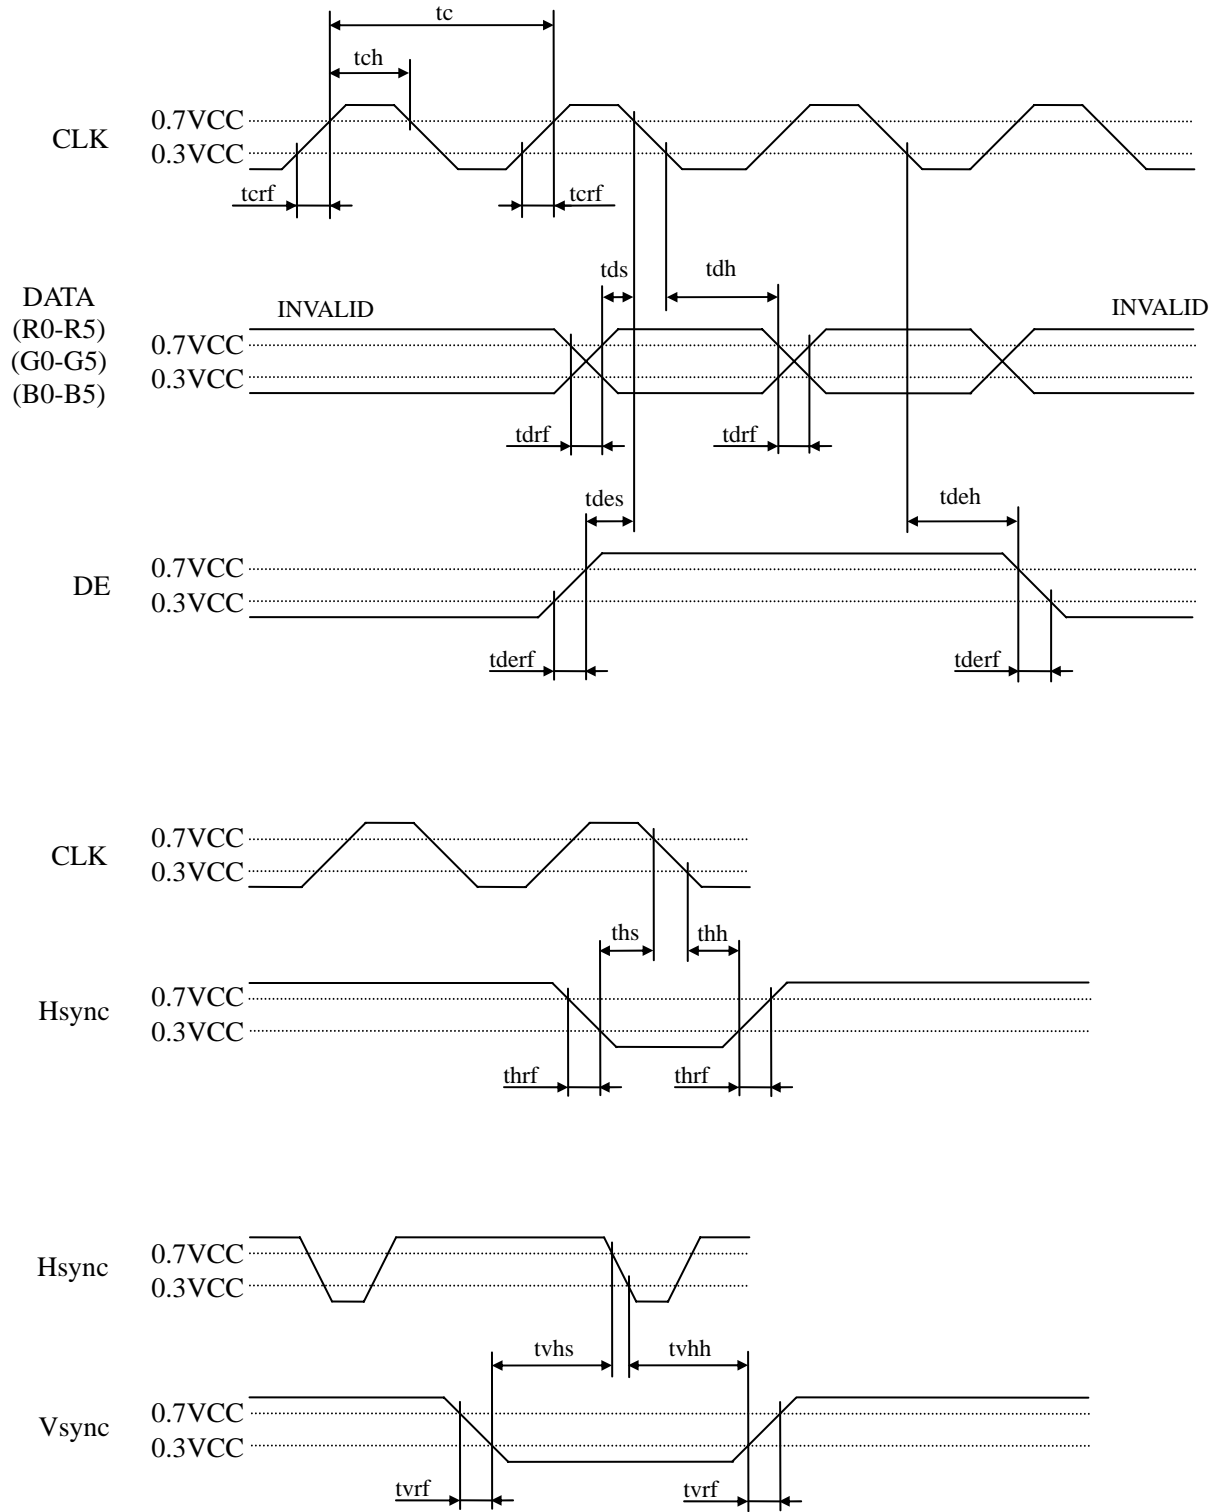 tc
tch
CLK
0.7VCC
0.3VCC
tcrf
tcrf
tds
tdh
DATA
(R0-R5)
(G0-G5)
(B0-B5)
INVALID
INVALID
0.7VCC
0.3VCC
tdrf
tdrf
tdes
tdeh
DE
0.7VCC
0.3VCC
tderf
tderf
CLK
0.7VCC
0.3VCC
ths
thh
Hsync
0.7VCC
0.3VCC
thrf
thrf
Hsync
0.7VCC
0.3VCC
tvhs
tvhh
Vsync
0.7VCC
0.3VCC
tvrf
tvrf